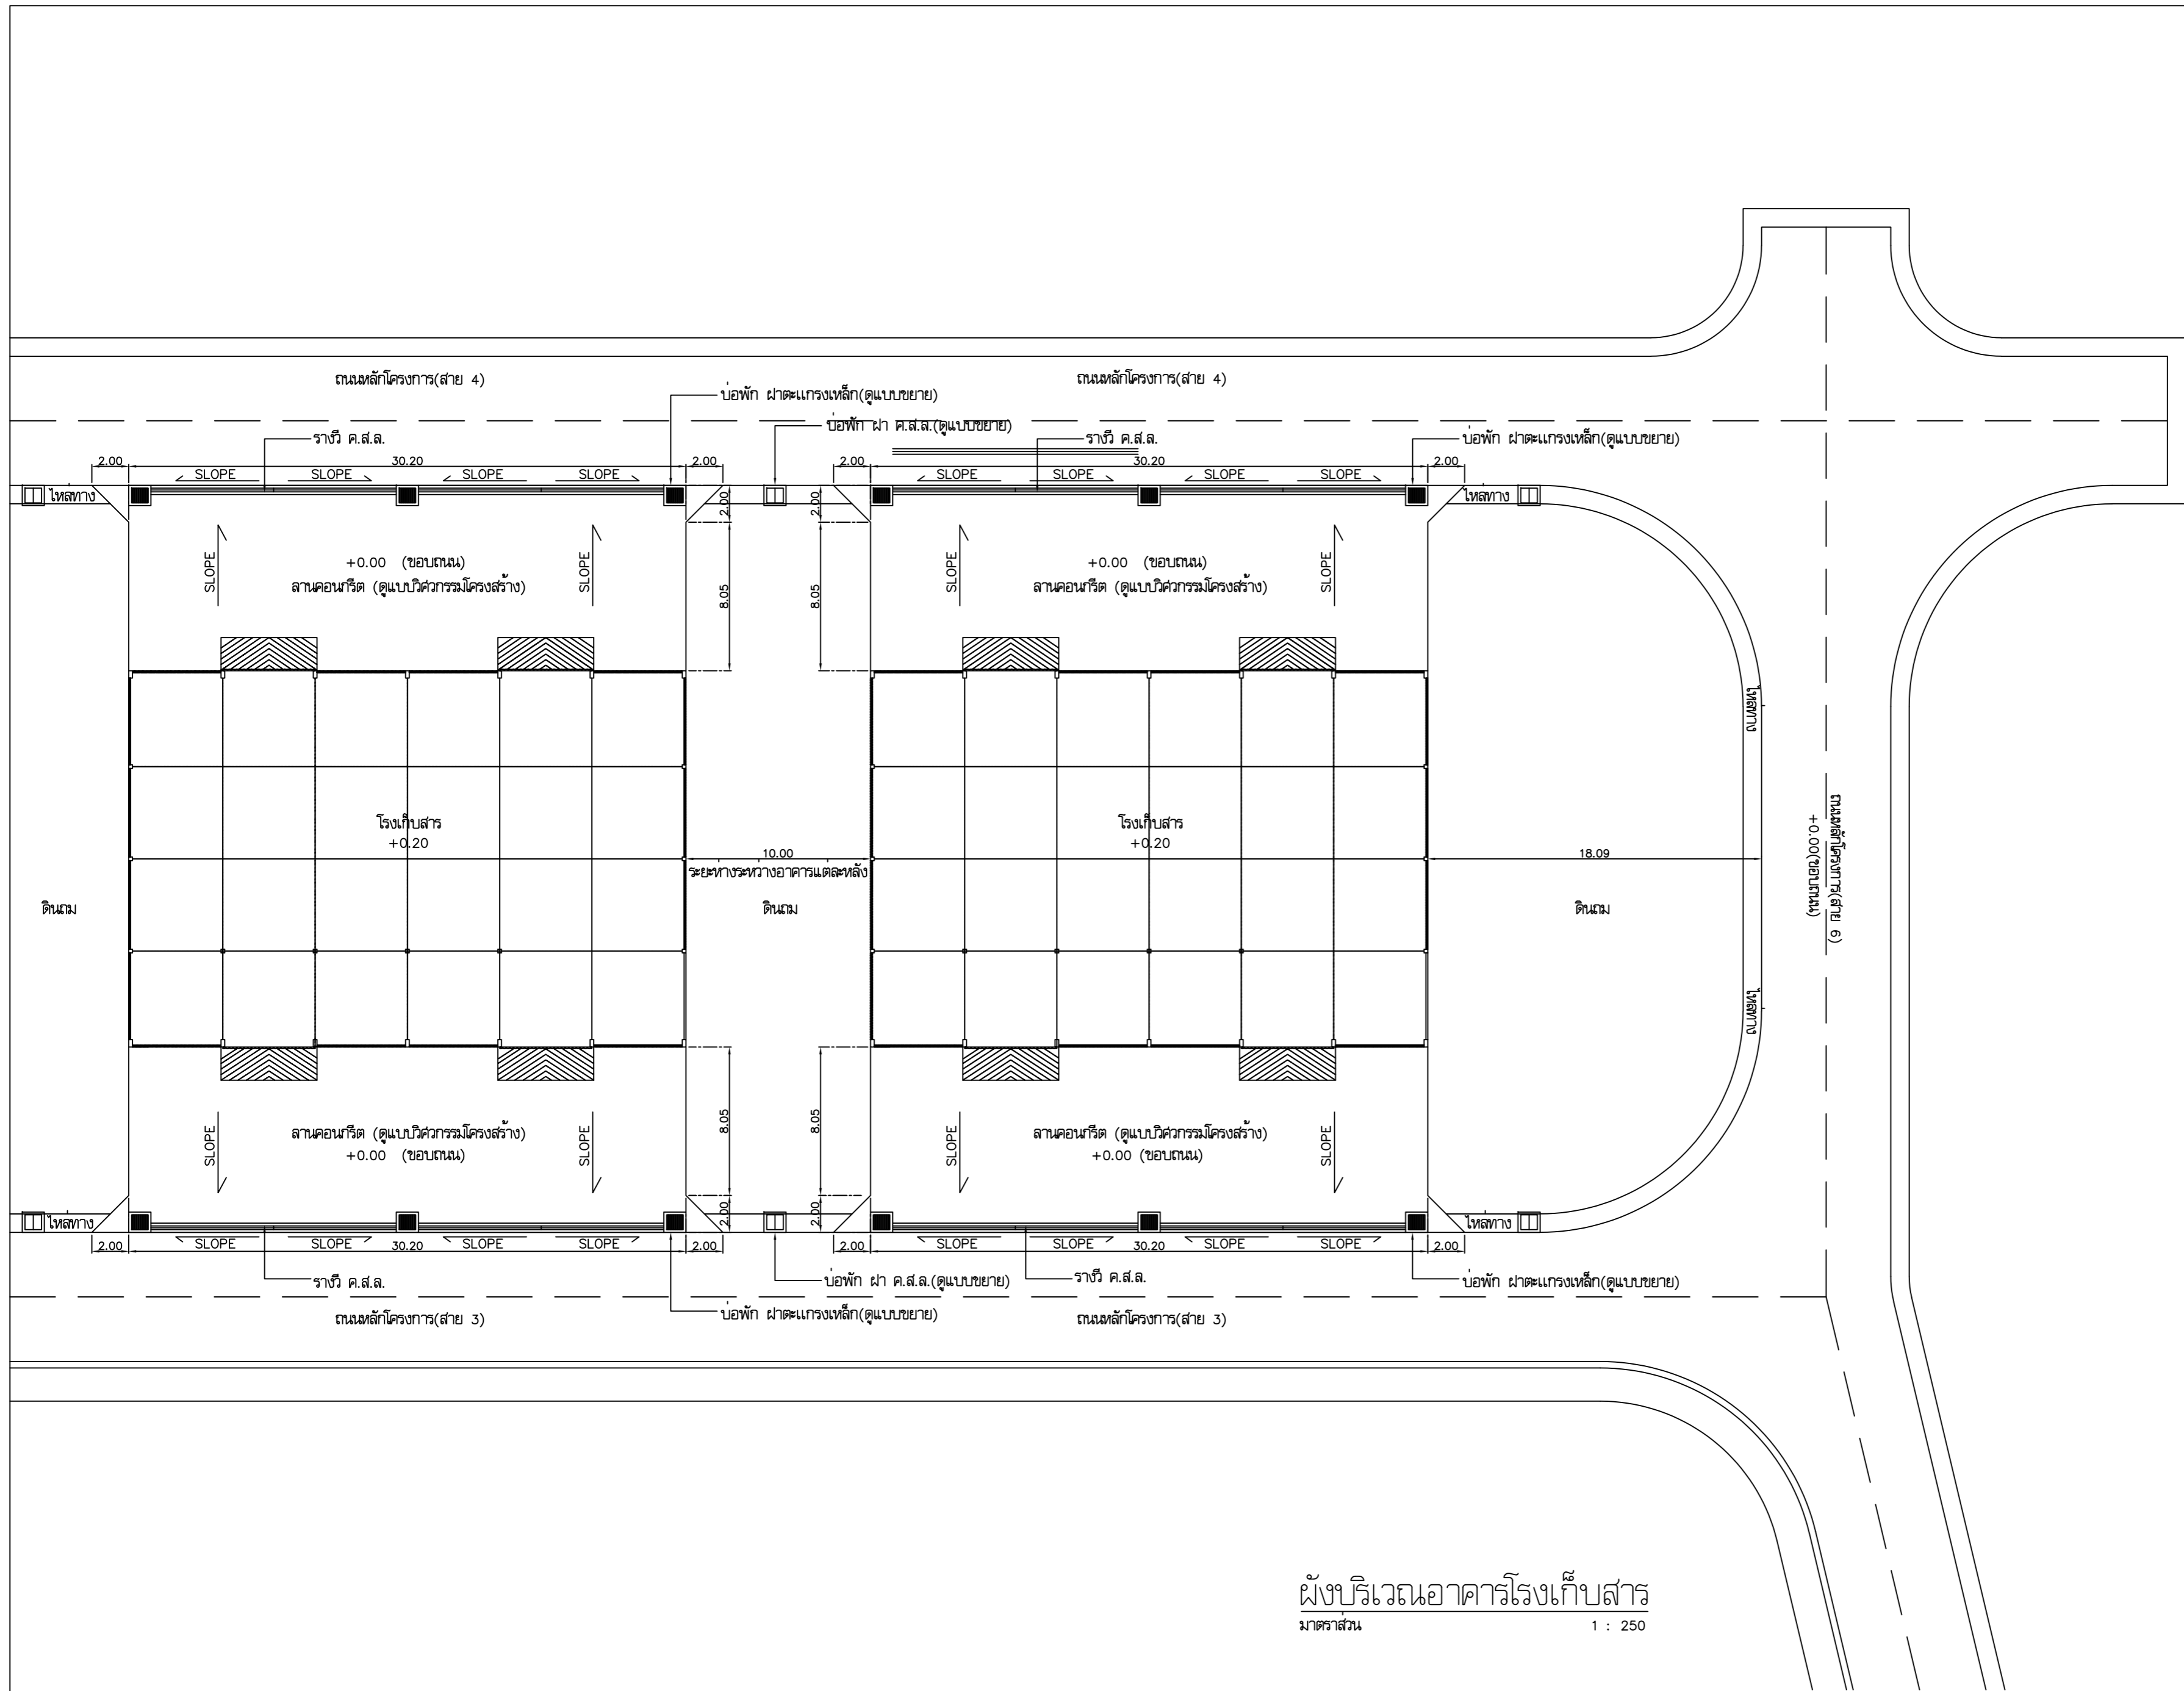 ถนนหลักโครงการ(สาย 4)
ถนนหลักโครงการ(สาย 4)
บ่อพัก ฝาตะแกรงเหล็ก(ดูแบบขยาย)
บ่อพัก ฝา ค.ส.ล.(ดูแบบขยาย)
รางวี ค.ส.ล.
รางวี ค.ส.ล.
บ่อพัก ฝาตะแกรงเหล็ก(ดูแบบขยาย)
2.00
30.20
2.00
2.00
30.20
2.00
SLOPE
SLOPE
SLOPE
SLOPE
SLOPE
SLOPE
SLOPE
SLOPE
ไหล่ทาง
ไหล่ทาง
2.00
2.00
SLOPE
SLOPE
SLOPE
SLOPE
+0.00 (ขอบถนน)
ลานคอนกรีต (ดูแบบวิศวกรรมโครงสร้าง)
+0.00 (ขอบถนน)
ลานคอนกรีต (ดูแบบวิศวกรรมโครงสร้าง)
8.05
8.05
ไหล่ทาง
โรงเก็บสาร
+0.20
โรงเก็บสาร
+0.20
10.00
ระยะห่างระหว่างอาคารแต่ละหลัง
18.09
ถนนหลักโครงการ(สาย 6)
+0.00(ขอบถนน)
ดินถม
ดินถม
ดินถม
ไหล่ทาง
8.05
8.05
SLOPE
SLOPE
SLOPE
SLOPE
ลานคอนกรีต (ดูแบบวิศวกรรมโครงสร้าง)
+0.00 (ขอบถนน)
ลานคอนกรีต (ดูแบบวิศวกรรมโครงสร้าง)
+0.00 (ขอบถนน)
2.00
2.00
ไหล่ทาง
ไหล่ทาง
SLOPE
SLOPE
SLOPE
SLOPE
SLOPE
SLOPE
SLOPE
SLOPE
2.00
30.20
2.00
2.00
30.20
2.00
รางวี ค.ส.ล.
บ่อพัก ฝา ค.ส.ล.(ดูแบบขยาย)
รางวี ค.ส.ล.
บ่อพัก ฝาตะแกรงเหล็ก(ดูแบบขยาย)
บ่อพัก ฝาตะแกรงเหล็ก(ดูแบบขยาย)
ถนนหลักโครงการ(สาย 3)
ถนนหลักโครงการ(สาย 3)
ผังบริเวณอาคารโรงเก็บสาร
มาตราส่วน 1 : 250